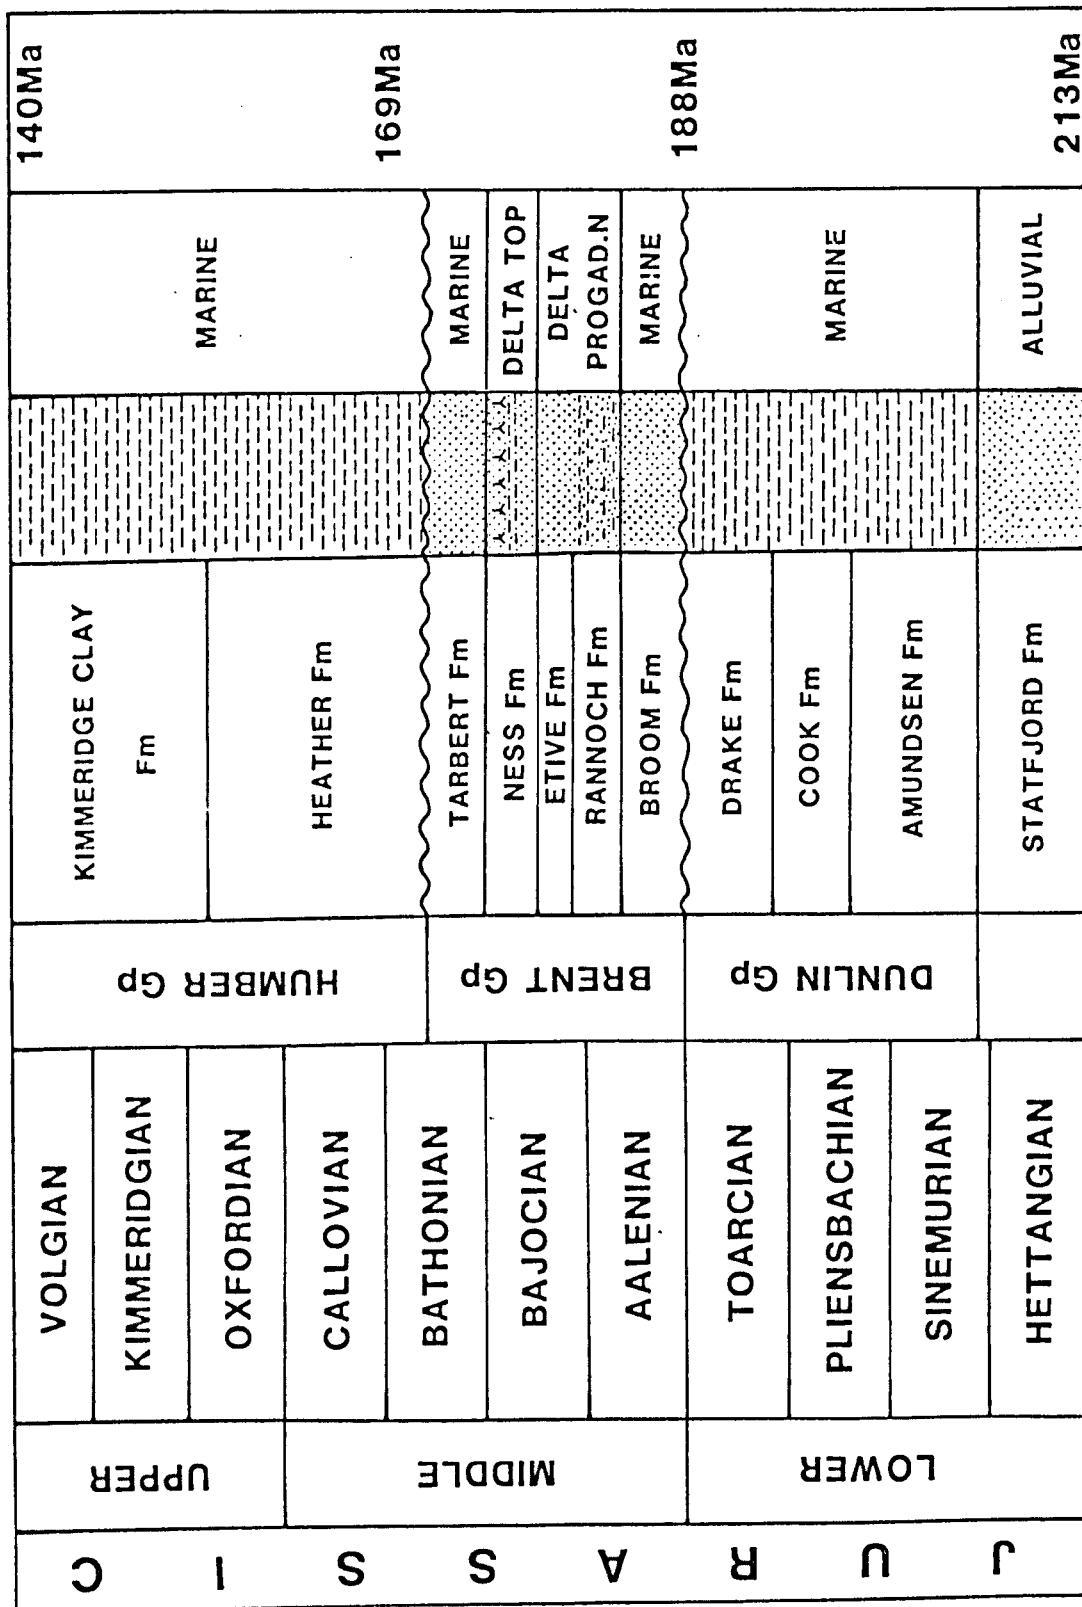 JURASSIC
UPPER
MIDDLE
LOWER
VOLGIAN
KIMMERIDGIAN
OXFORDIAN
CALLOVIAN
BATHONIAN
BAJOCIAN
AALENIAN
TOARCIAN
PLIENSBACHIAN
SINEMURIAN
HETTANGIAN
HUMBER Gp
BRENT Gp
DUNLIN Gp
KIMMERIDGE CLAY
Fm
HEATHER Fm
TARBERT Fm
NESS Fm
ETIVE Fm
RANNOCH Fm
BROOM Fm
DRAKE Fm
COOK Fm
AMUNDSEN Fm
STATFJORD Fm
MARINE
MARINE
DELTA TOP
DELTA
PROGAD.N
MARINE
MARINE
ALLUVIAL
140Ma
169Ma
188Ma
213Ma